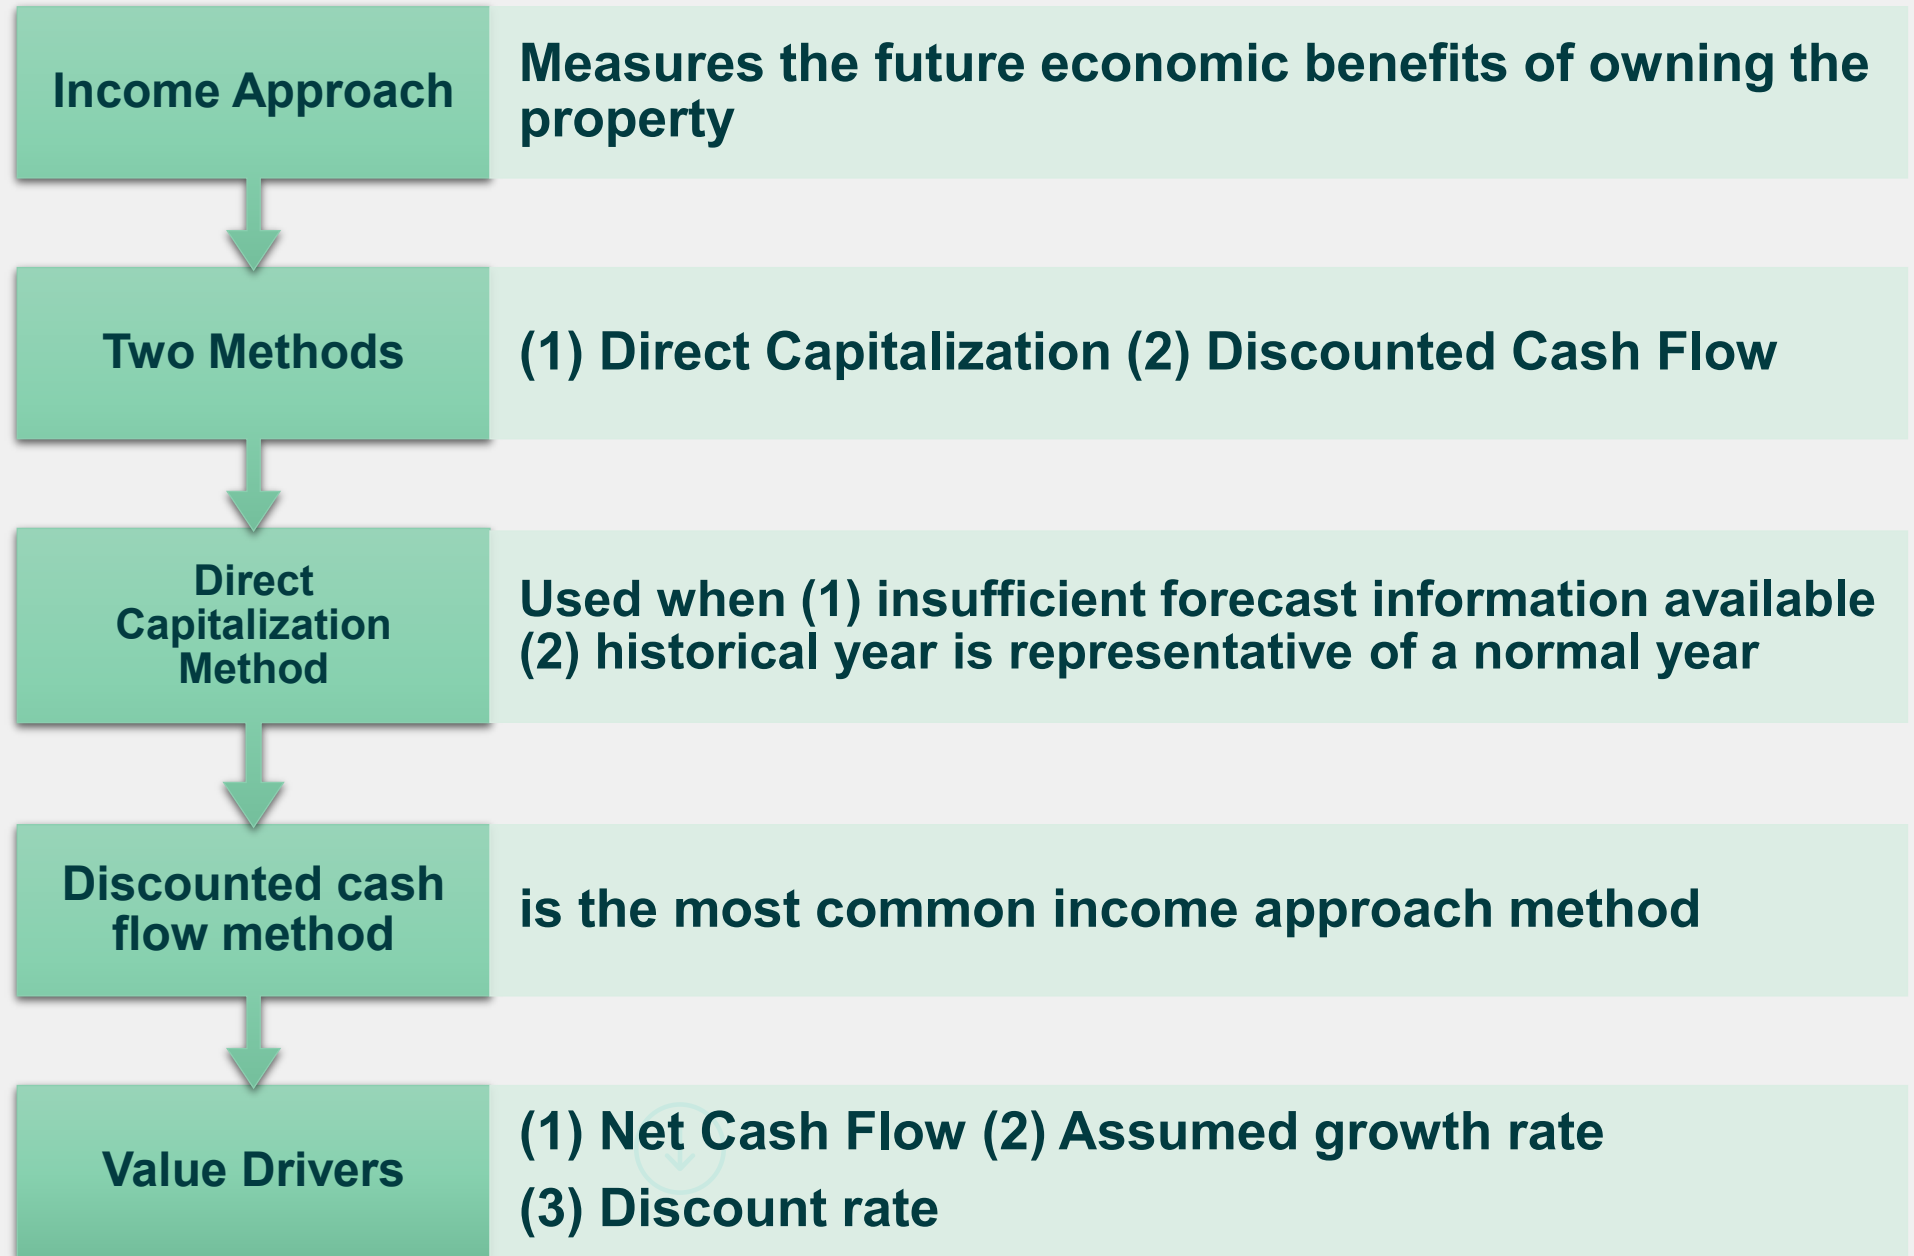 Income Approach
Measures the future economic benefits of owning the
property
Two Methods
(1) Direct Capitalization (2) Discounted Cash Flow
Direct
Capitalization
Method
Used when (1) insufficient forecast information available
(2) historical year is representative of a normal year
Discounted cash
flow method
is the most common income approach method
Value Drivers
(1) Net Cash Flow (2) Assumed growth rate
(3) Discount rate